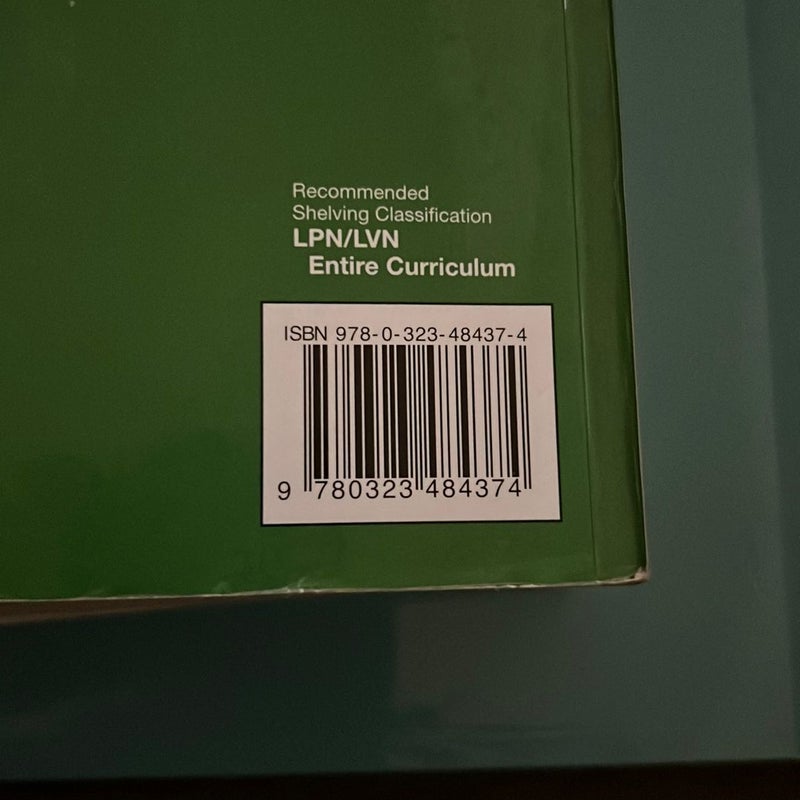 Recommended
Shelving Classification
LPN/LVN
Entire Curriculum
ISBN 978-0-323-48437-4
9 780323 484374